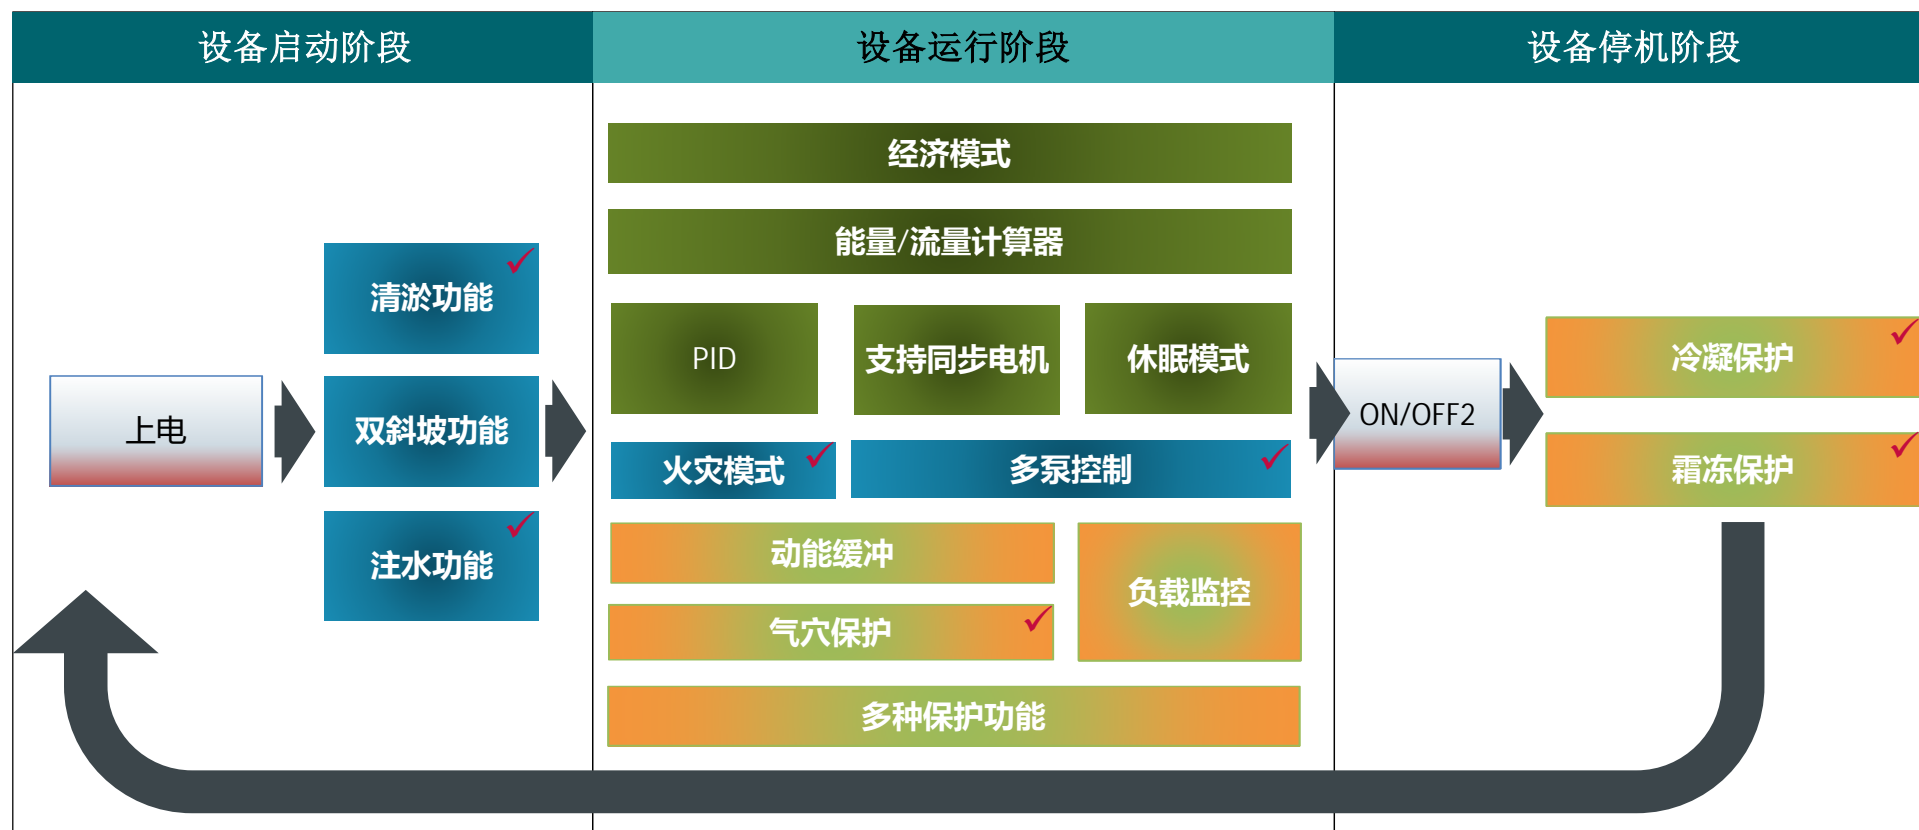 设备启动阶段
设备运行阶段
设备停机阶段
上电
清淤功能
双斜坡功能
注水功能
经济模式
能量/流量计算器
PID
支持同步电机
休眠模式
火灾模式
多泵控制
动能缓冲
负载监控
气穴保护
多种保护功能
ON/OFF2
冷凝保护
霜冻保护